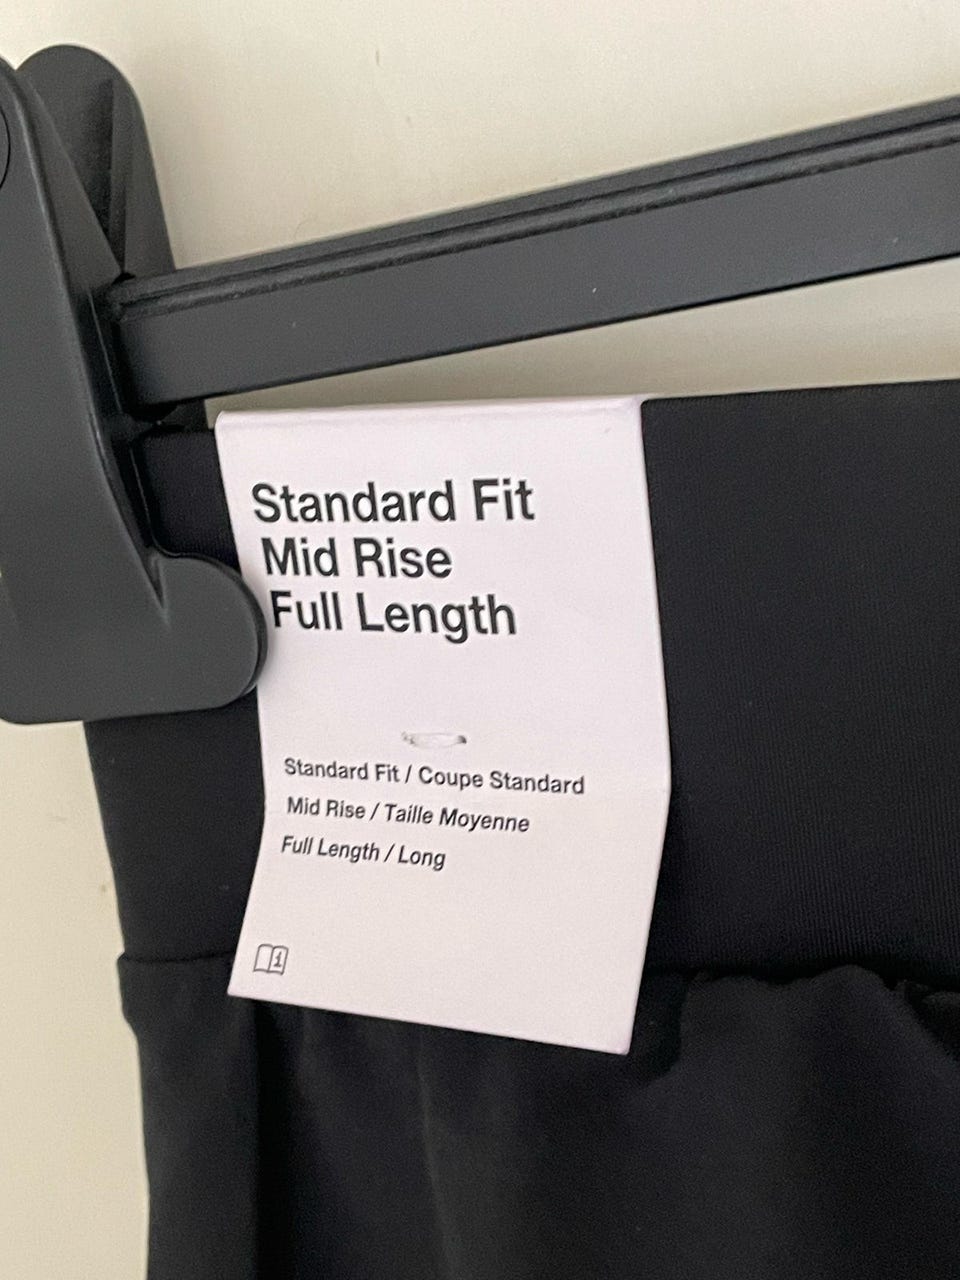 Standard Fit
Mid Rise
Full Length
Standard Fit / Coupe Standard
Mid Rise / Taille Moyenne
Full Length / Long
i